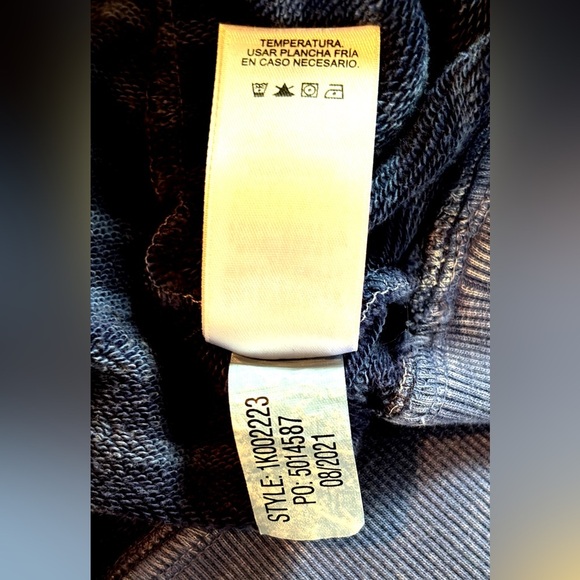 TEMPERATURA.
USAR PLANCHA FRÍA
EN CASO NECESARIO.
STYLE: 1K002223
PO: 5014587
08/2021